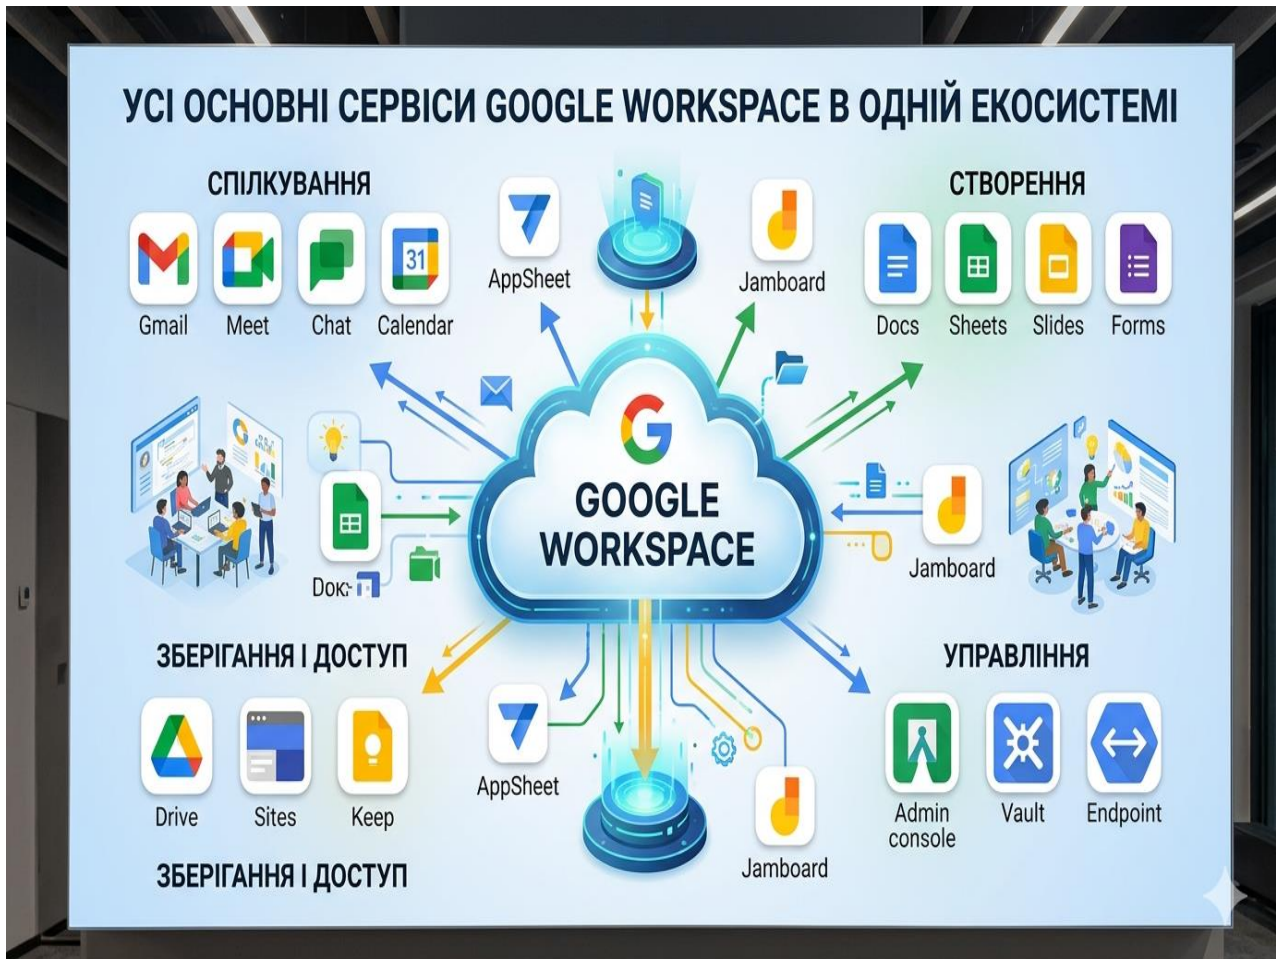 УСІ ОСНОВНІ СЕРВІСИ GOOGLE WORKSPACE В ОДНІЙ ЕКОСИСТЕМІ
СПІЛКУВАННЯ
Gmail
Meet
Chat
31
Calendar
AppSheet
Jamboard
СТВОРЕННЯ
Docs
Sheets
Slides
Forms
G
GOOGLE
WORKSPACE
Jamboard
ЗБЕРІГАННЯ І ДОСТУП
Drive
Sites
Keep
ЗБЕРІГАННЯ І ДОСТУП
AppSheet
Jamboard
УПРАВЛІННЯ
Admin
console
Vault
Endpoint